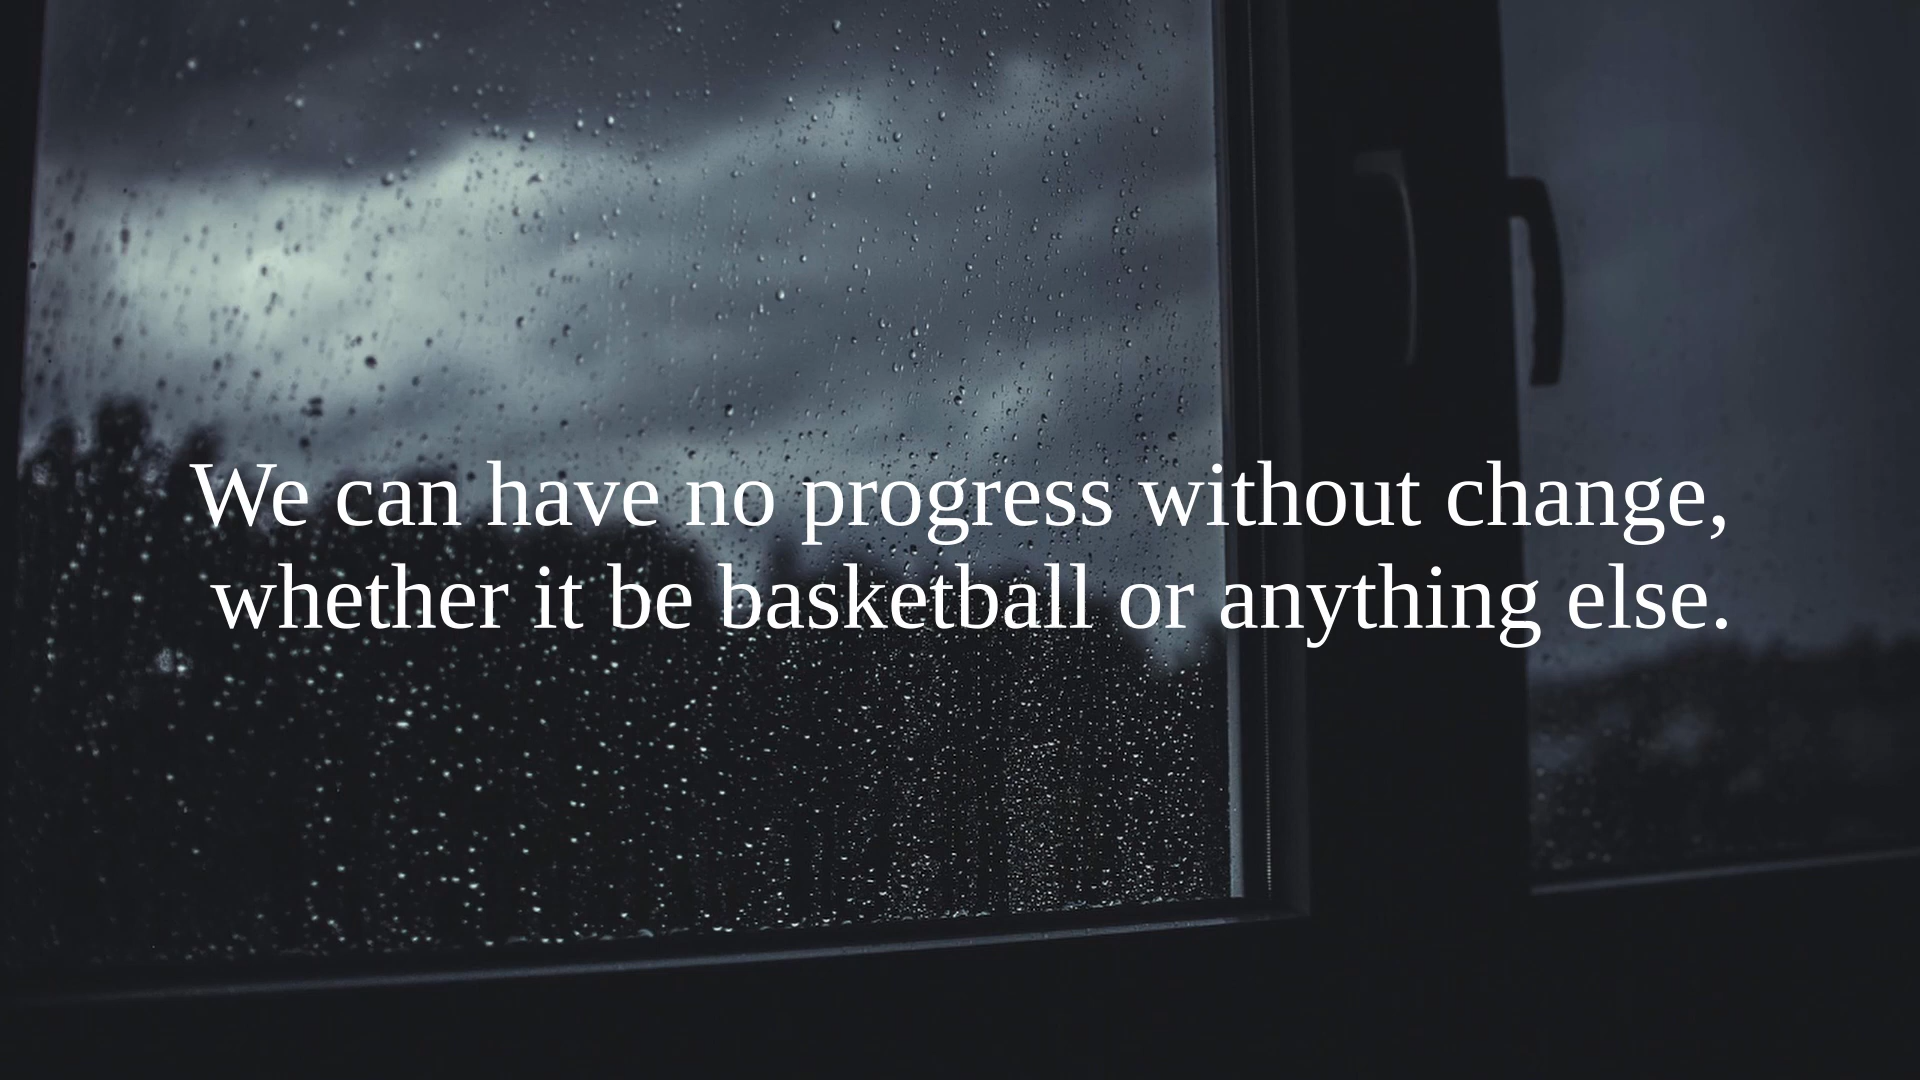 We can have no progress without change,
whether it be basketball or anything else.